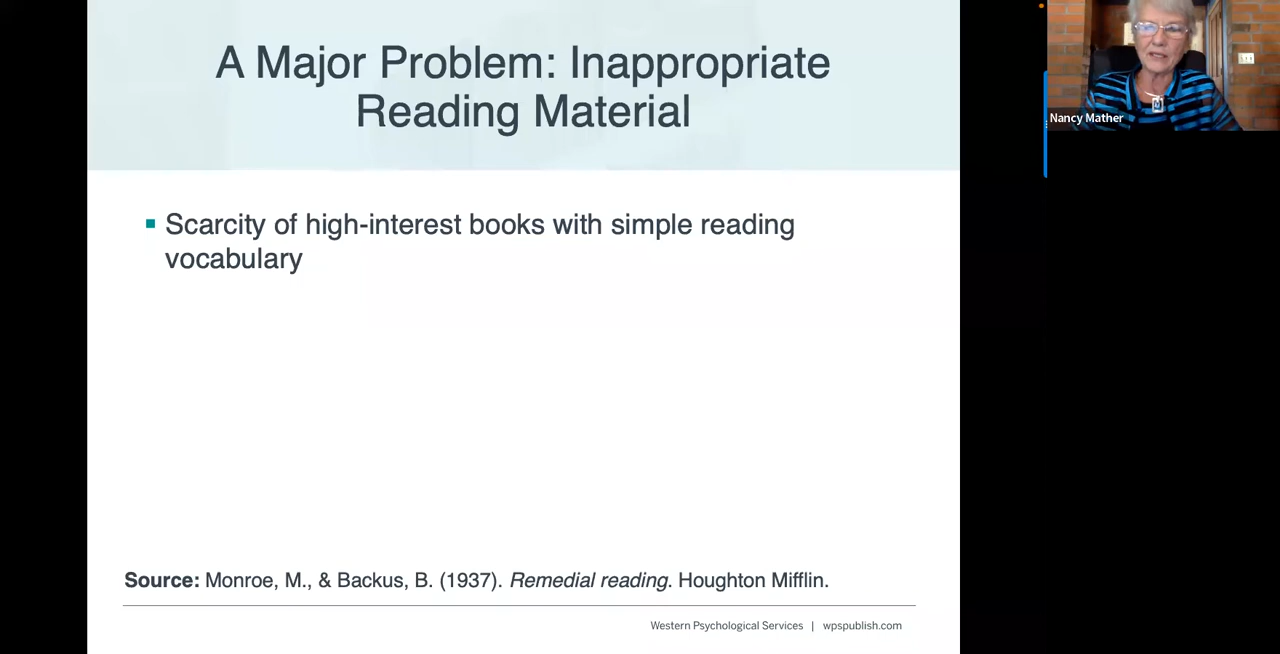 A Major Problem: Inappropriate
Reading Material
Nancy Mather
▪ Scarcity of high-interest books with simple reading
vocabulary
Source: Monroe, M., & Backus, B. (1937). Remedial reading. Houghton Mifflin.
Western Psychological Services | wpspublish.com